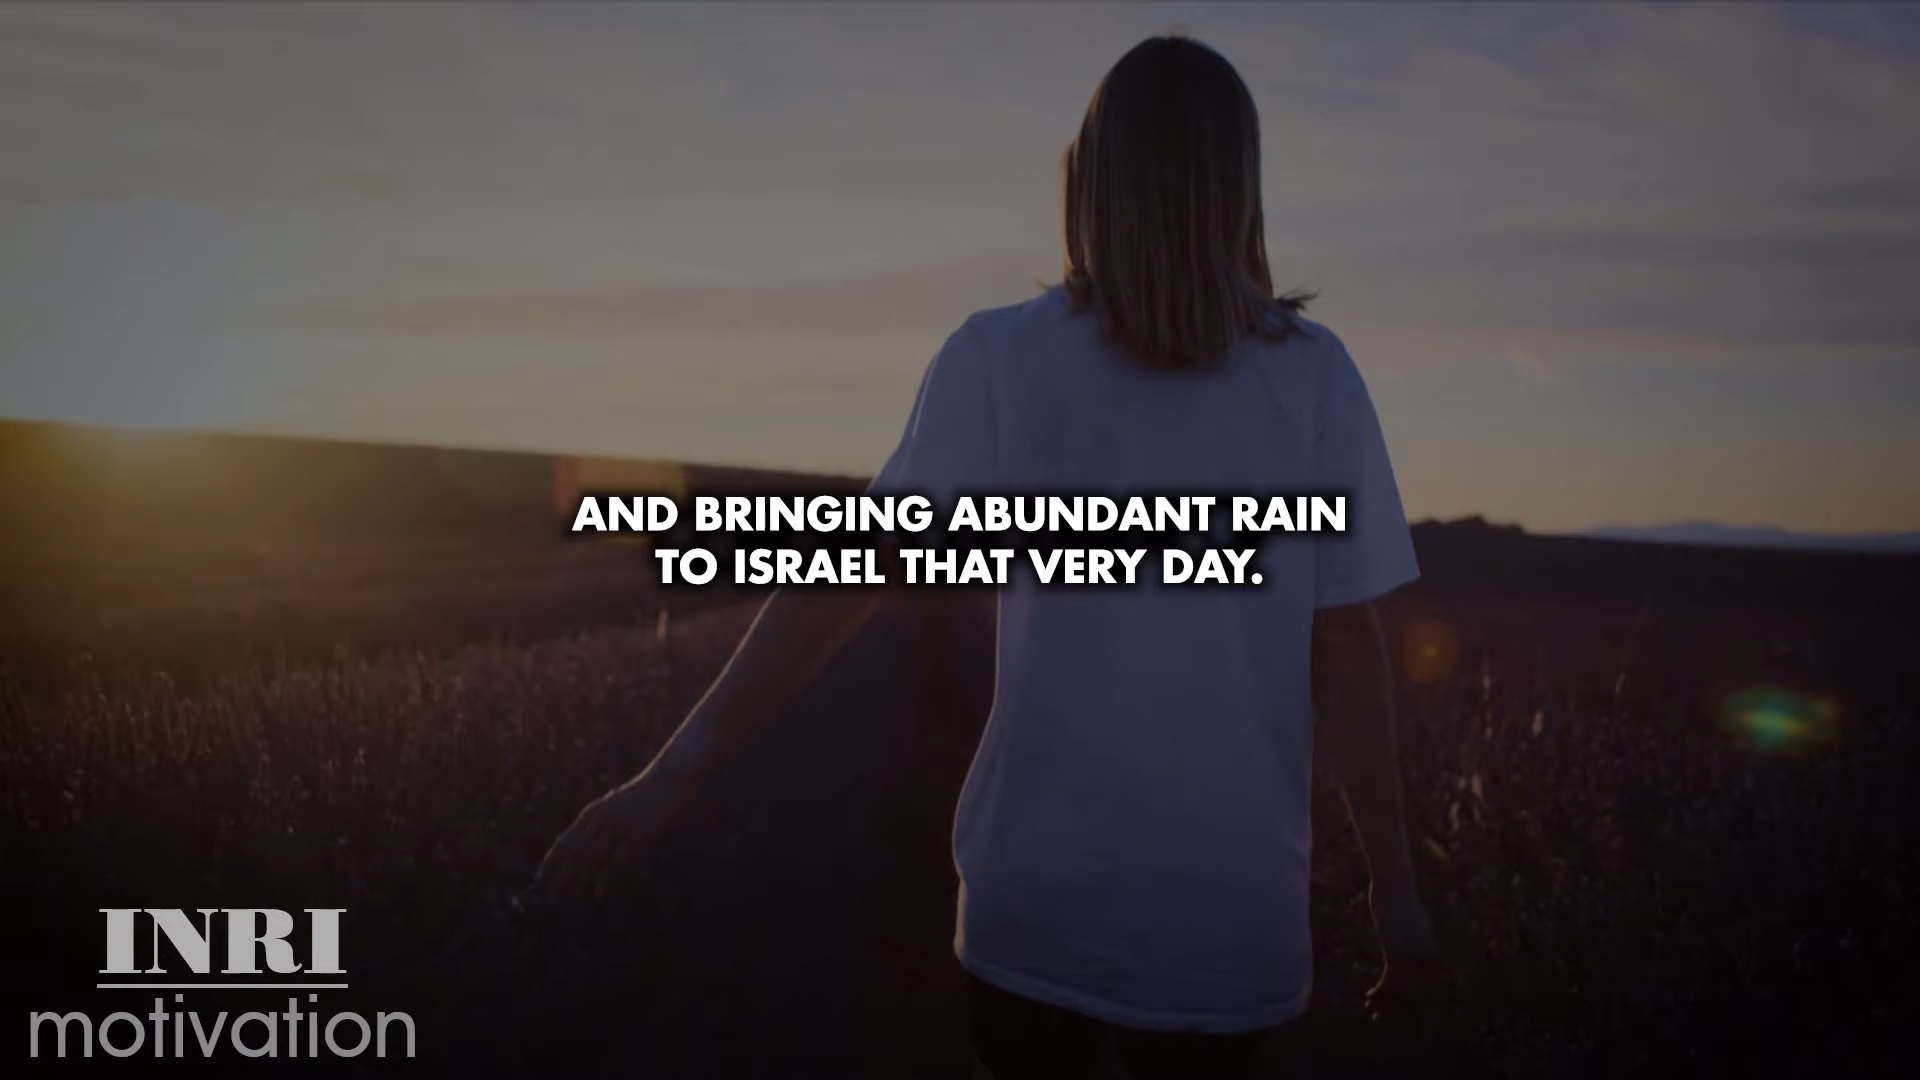 AND BRINGING ABUNDANT RAIN
TO ISRAEL THAT VERY DAY.
INRI
motivation